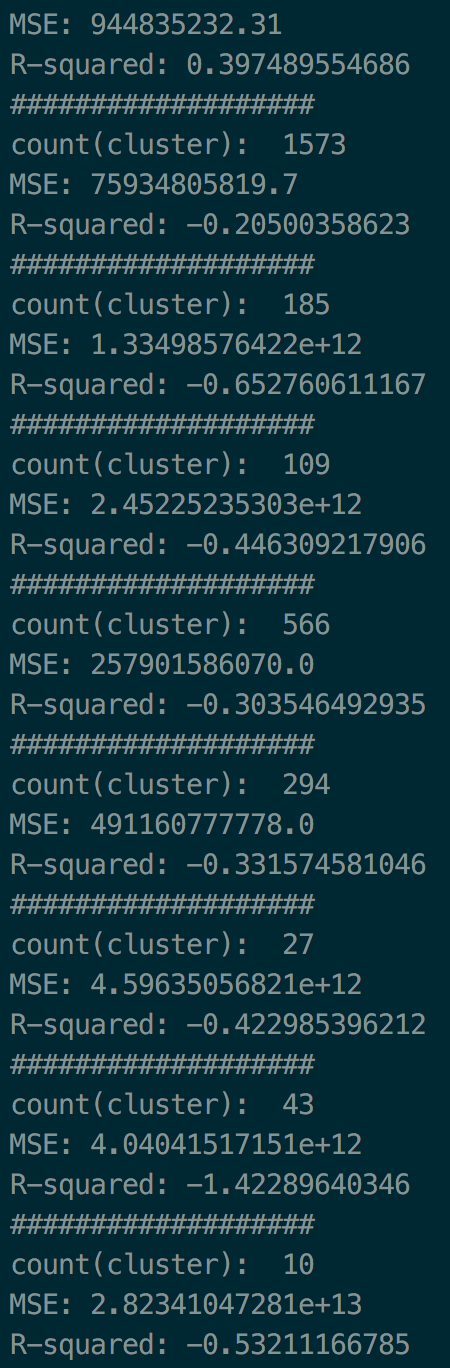 MSE: 944835232.31
R-squared: 0.397489554686
###################
count(cluster):  1573
MSE: 75934805819.7
R-squared: -0.20500358623
###################
count(cluster):  185
MSE: 1.33498576422e+12
R-squared: -0.652760611167
###################
count(cluster):  109
MSE: 2.45225235303e+12
R-squared: -0.446309217906
###################
count(cluster):  566
MSE: 257901586070.0
R-squared: -0.303546492935
###################
count(cluster):  294
MSE: 491160777778.0
R-squared: -0.331574581046
###################
count(cluster):  27
MSE: 4.59635056821e+12
R-squared: -0.422985396212
###################
count(cluster):  43
MSE: 4.04041517151e+12
R-squared: -1.42289640346
###################
count(cluster):  10
MSE: 2.82341047281e+13
R-squared: -0.53211166785